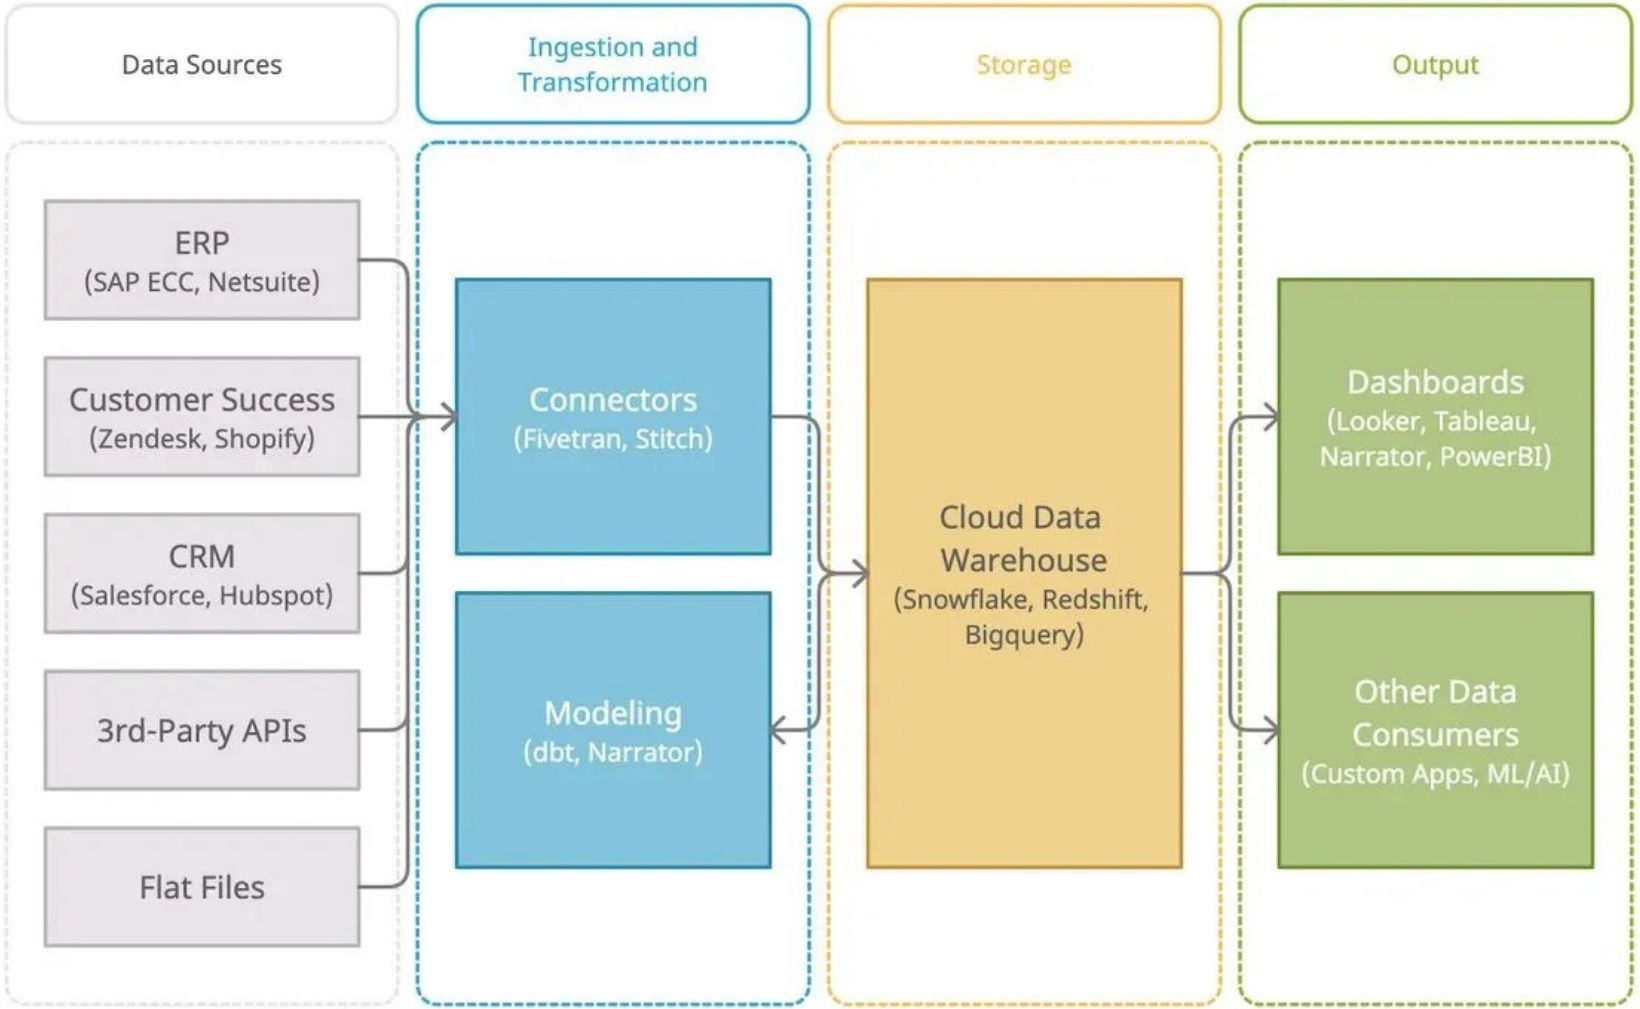 Data Sources
Ingestion and
Transformation
Storage
Output
ERP
(SAP ECC, Netsuite)
Customer Success
(Zendesk, Shopify)
CRM
(Salesforce, Hubspot)
3rd-Party APIs
Flat Files
Connectors
(Fivetran, Stitch)
Modeling
(dbt, Narrator)
Cloud Data
Warehouse
(Snowflake, Redshift,
Bigquery)
Dashboards
(Looker, Tableau,
Narrator, PowerBI)
Other Data
Consumers
(Custom Apps, ML/AI)